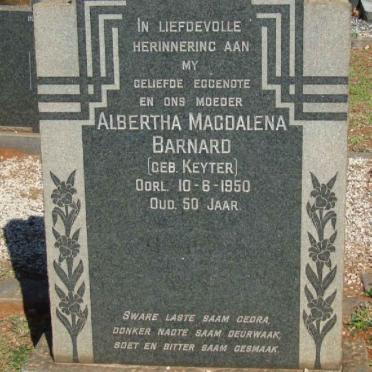 IN LIEFDEVOLLE
HERINNERING AAN
MY
GELIEFDE EGGENOTE
EN ONS MOEDER
ALBERTHA MAGDALENA
BARNARD
(GEB. KEYTER)
OORL. 10-6-1950
OUD. 50 JAAR.
SWARE LASTE SAAM GEDRA,
DONKER NAGTE SAAM DEURWAAK,
SOET EN BITTER SAAM GESMAAK.